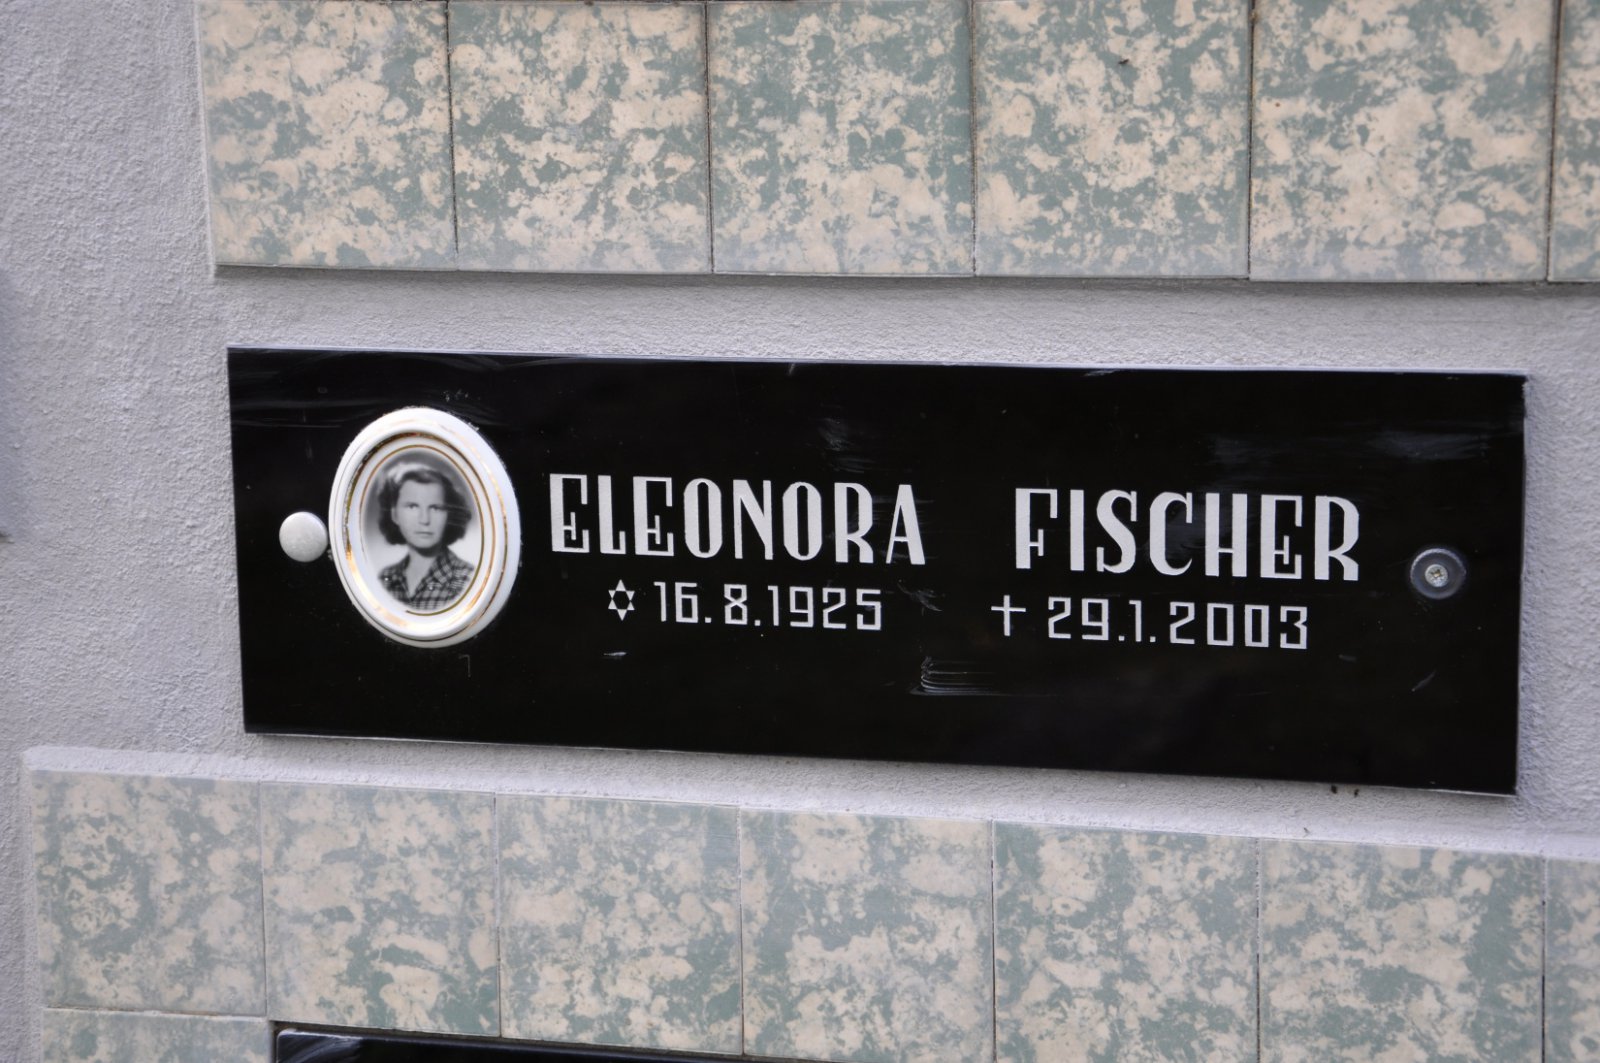 ELEONORA FISCHER
✡ 16.8.1925 † 29.1.2003